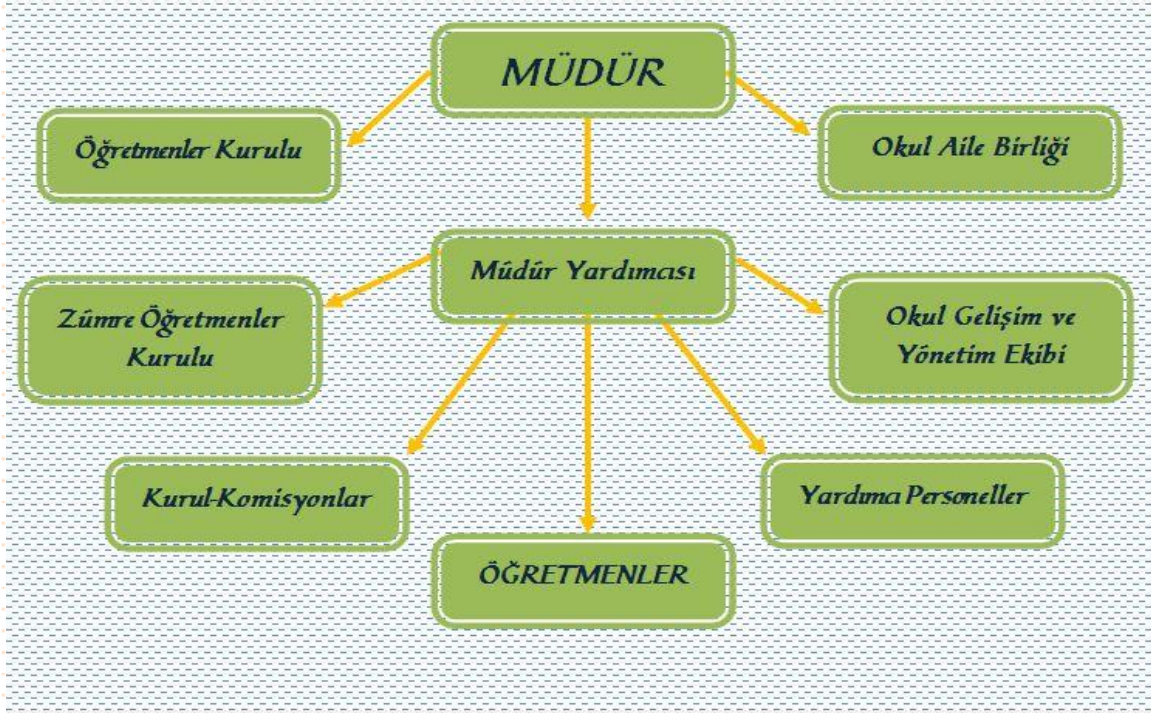 MÜDÜR
Öğretmenler Kurulu
Okul Aile Birliği
Müdür Yardımcısı
Zümre Öğretmenler
Kurulu
Okul Gelişim ve
Yönetim Ekibi
Kurul-Komisyonlar
Yardımcı Personeller
ÖĞRETMENLER